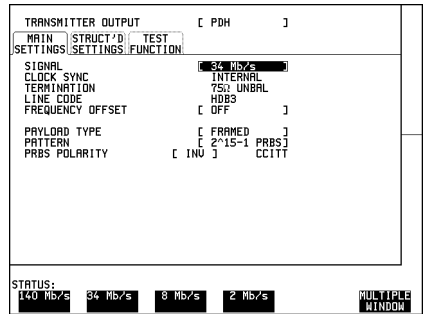 TRANSMITTER OUTPUT [ PDH ]
MAIN SETTINGS STRUCT'D SETTINGS TEST FUNCTION
SIGNAL [ 34 Mb/s ]
CLOCK SYNC INTERNAL
TERMINATION 75Ω UNBAL
LINE CODE HDB3
FREQUENCY OFFSET [ OFF ]
PAYLOAD TYPE [ FRAMED ]
PATTERN [ 2^15-1 PRBS]
PRBS POLARITY [ INV ] CCITT
STATUS:
140 Mb/s 34 Mb/s 8 Mb/s 2 Mb/s MULTIPLE WINDOW